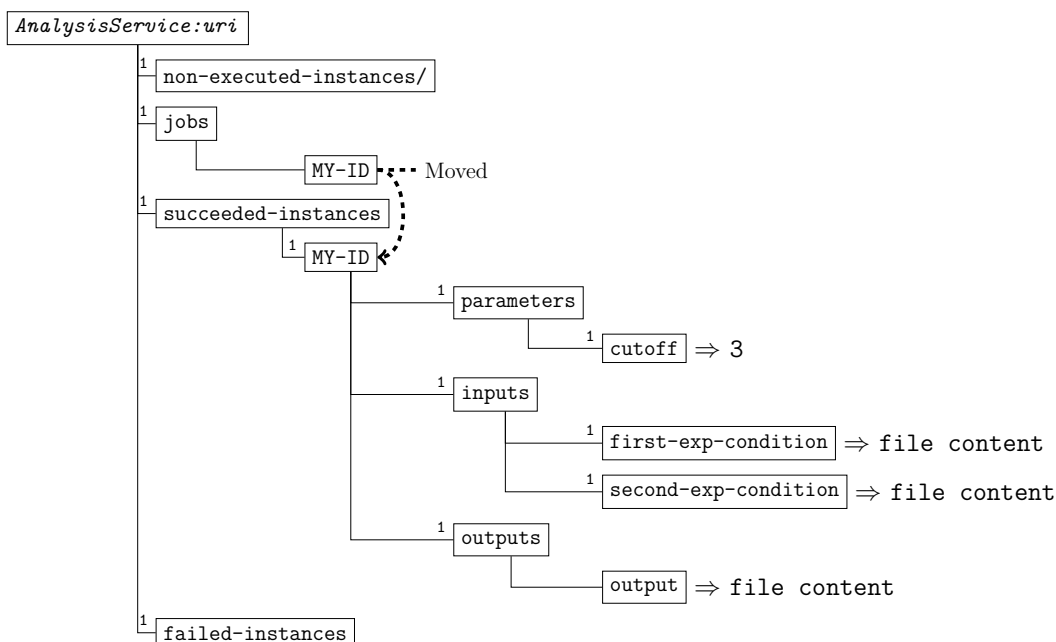 AnalysisService:uri
1 non-executed-instances/
1 jobs
MY-ID Moved
1 succeeded-instances
1 MY-ID
1 parameters
1 cutoff ⇒ 3
1 inputs
1 first-exp-condition ⇒ file content
1 second-exp-condition ⇒ file content
1 outputs
output ⇒ file content
1 failed-instances